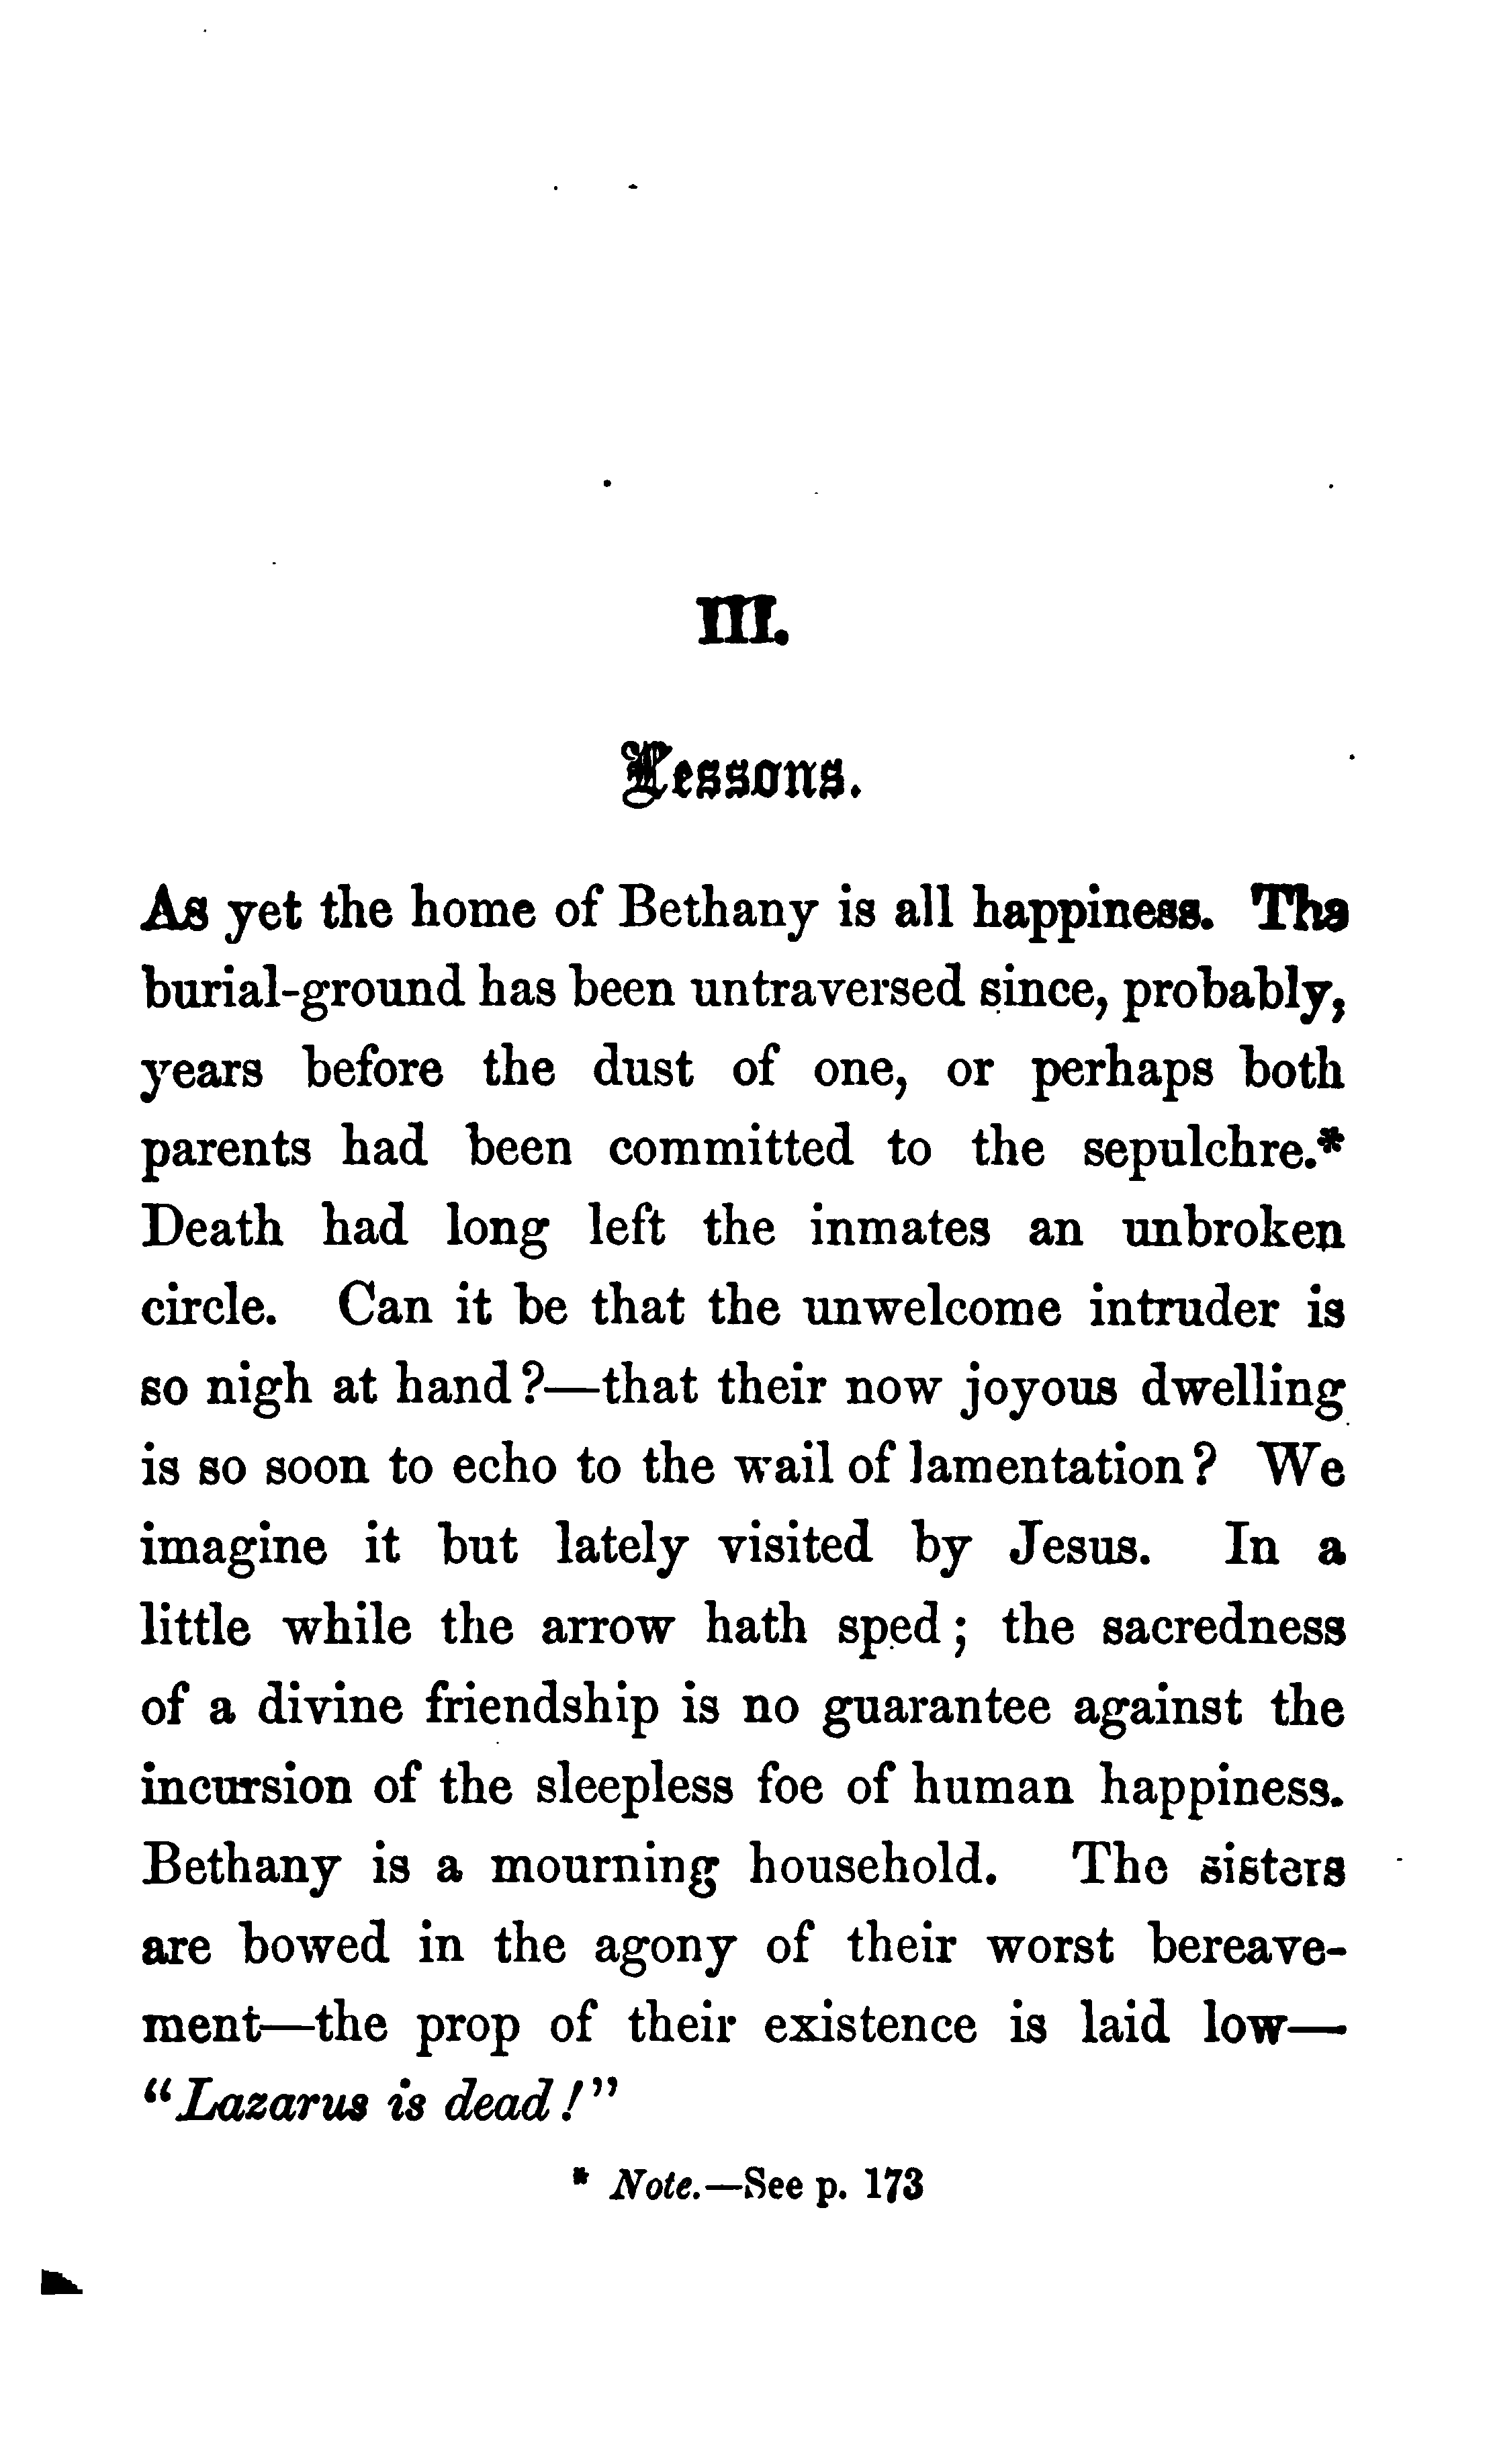 III.
Lessons.
As yet the home of Bethany is all happiness. The
burial-ground has been untraversed since, probably,
years before the dust of one, or perhaps both
parents had been committed to the sepulchre.*
Death had long left the inmates an unbroken
circle. Can it be that the unwelcome intruder is
so nigh at hand?—that their now joyous dwelling
is so soon to echo to the wail of lamentation? We
imagine it but lately visited by Jesus. In a
little while the arrow hath sped; the sacredness
of a divine friendship is no guarantee against the
incursion of the sleepless foe of human happiness.
Bethany is a mourning household. The sisters
are bowed in the agony of their worst bereave-
ment—the prop of their existence is laid low—
"Lazarus is dead!"
* Note.—See p. 173